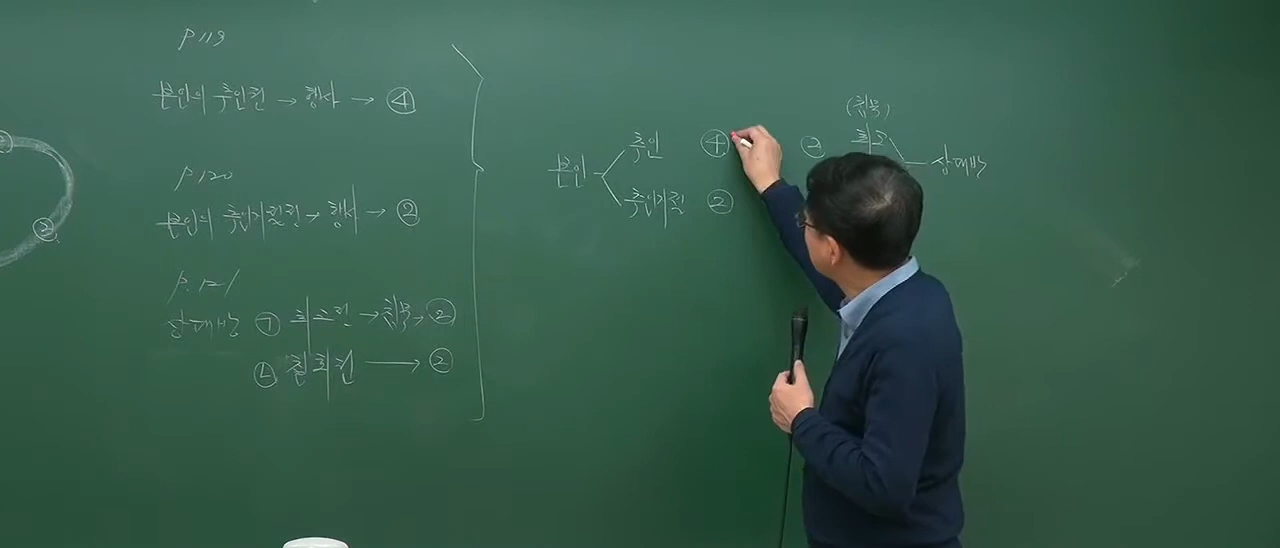 P 119
본인의 추인권 → 행사 → ④
P 120
본인의 추인거절권 → 행사 → ②
P. 121
상대방 ㉠ 최고권 → 침묵 → ②
㉡ 철회권 → ②
②
본인
추인 ④
추인거절 ②
(침묵)
② 최고
상대방